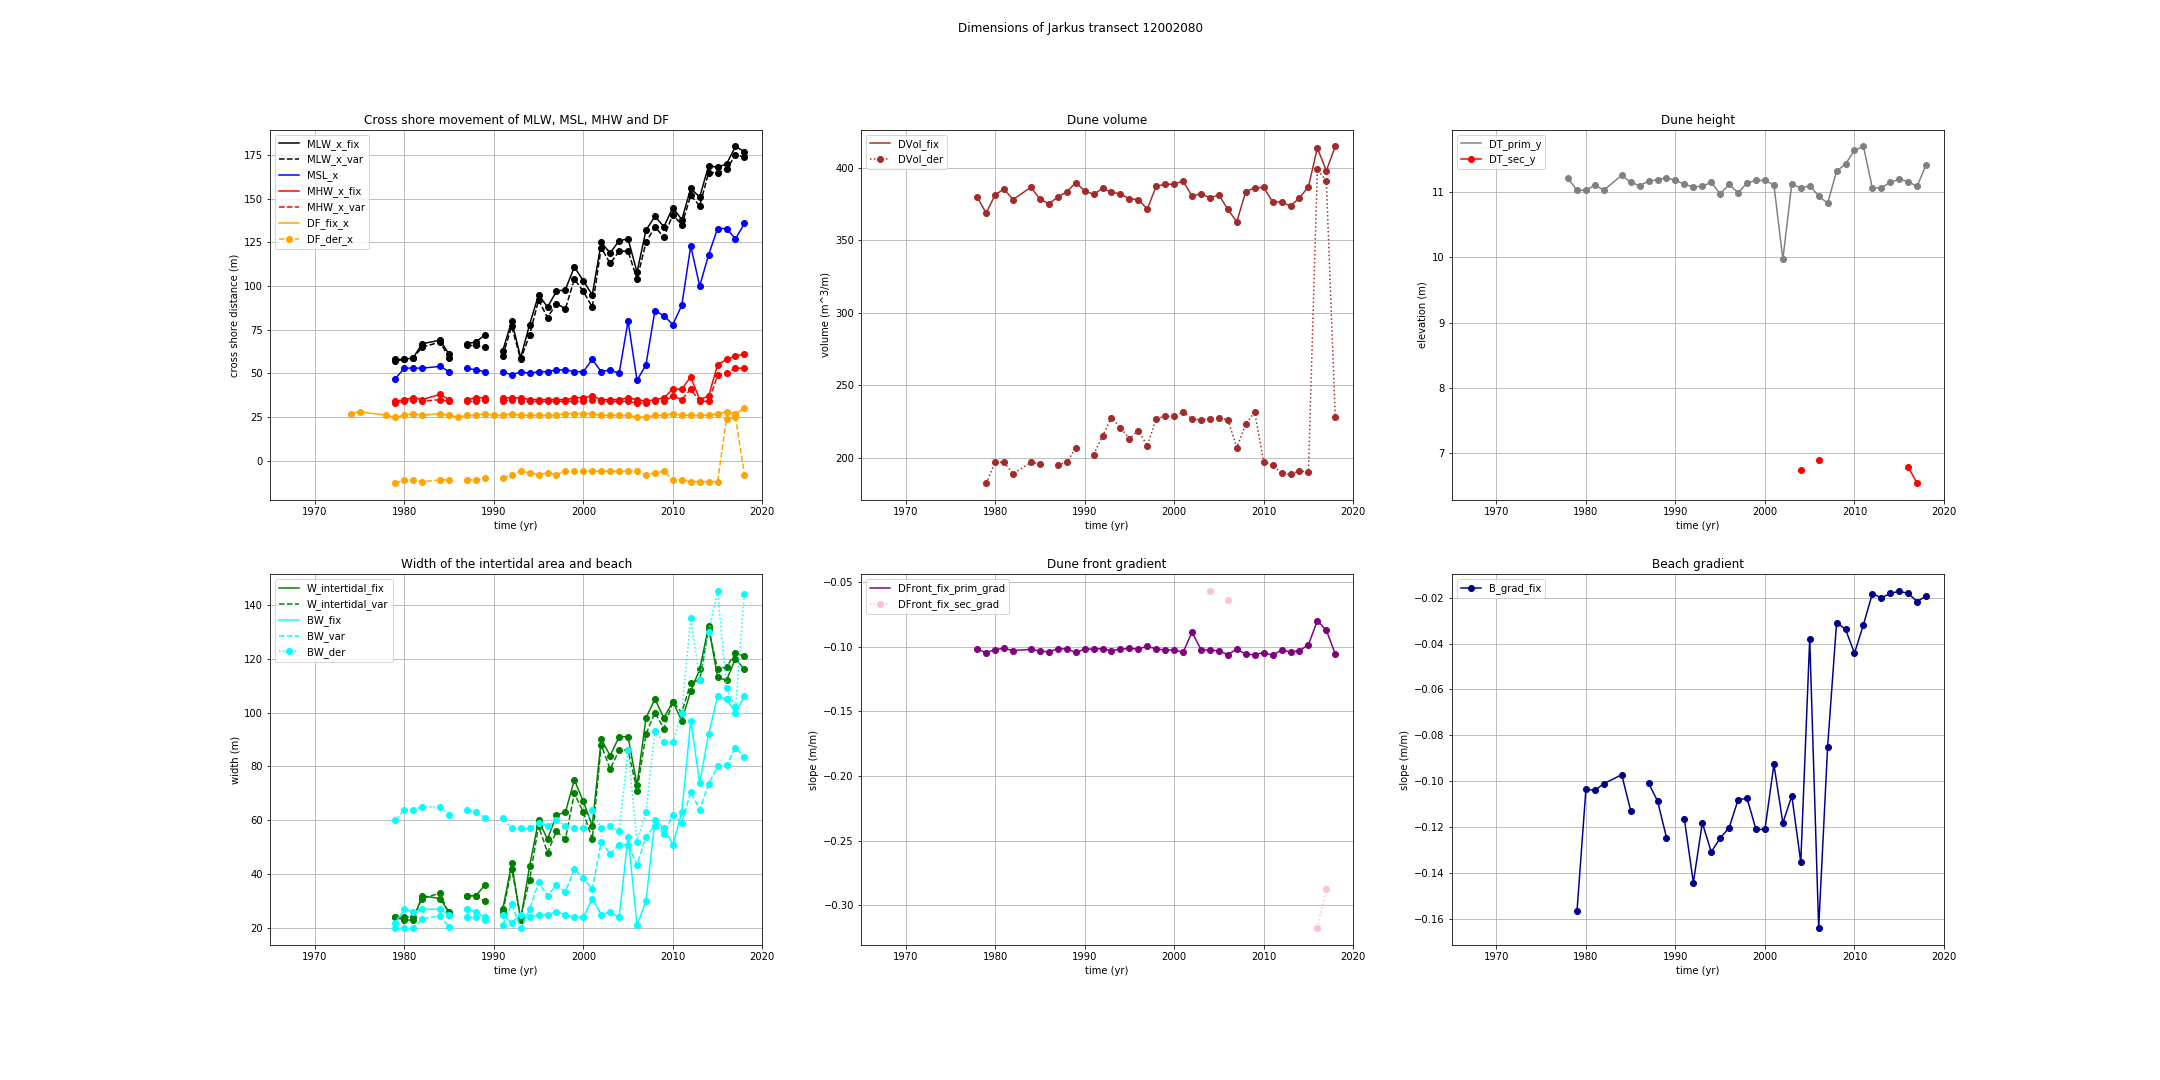 Dimensions of Jarkus transect 12002080
Cross shore movement of MLW, MSL, MHW and DF
MLW_x_fix
MLW_x_var
MSL_x
MHW_x_fix
MHW_x_var
DF_fix_x
DF_der_x
175
150
125
100
75
50
25
0
cross shore distance (m)
1970 1980 1990 2000 2010 2020
time (yr)
Dune volume
DVol_fix
DVol_der
400
350
300
250
200
volume (m^3/m)
1970 1980 1990 2000 2010 2020
time (yr)
Dune height
DT_prim_y
DT_sec_y
11
10
9
8
7
elevation (m)
1970 1980 1990 2000 2010 2020
time (yr)
Width of the intertidal area and beach
W_intertidal_fix
W_intertidal_var
BW_fix
BW_var
BW_der
140
120
100
80
60
40
20
width (m)
1970 1980 1990 2000 2010 2020
time (yr)
Dune front gradient
DFront_fix_prim_grad
DFront_fix_sec_grad
−0.05
−0.10
−0.15
−0.20
−0.25
−0.30
slope (m/m)
1970 1980 1990 2000 2010 2020
time (yr)
Beach gradient
B_grad_fix
−0.02
−0.04
−0.06
−0.08
−0.10
−0.12
−0.14
−0.16
slope (m/m)
1970 1980 1990 2000 2010 2020
time (yr)